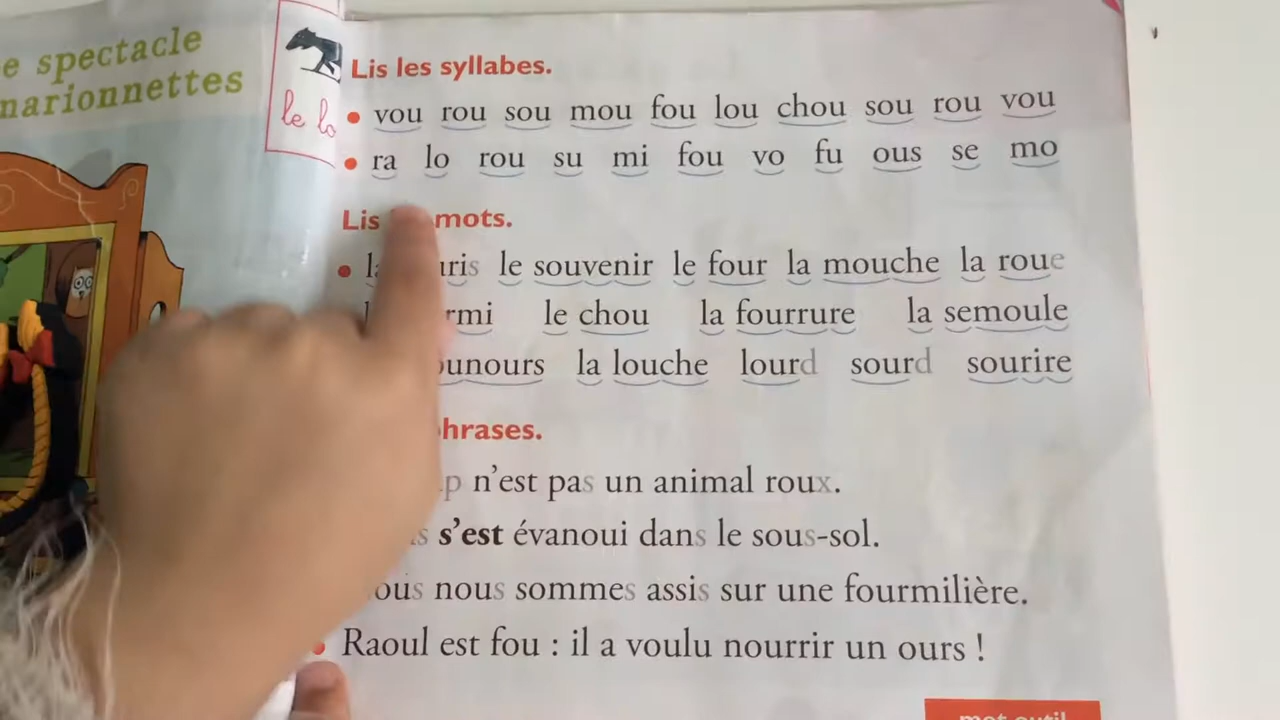 e spectacle
narionnettes
le lo
Lis les syllabes.
vou rou sou mou fou lou chou sou rou vou
ra lo rou su mi fou vo fu ous se mo
Lis mots.
le souvenir le four la mouche la roue
le chou la fourrure la semoule
la louche lourd sourd sourire
hrases.
n'est pas un animal roux.
s'est évanoui dans le sous-sol.
nous sommes assis sur une fourmilière.
Raoul est fou : il a voulu nourrir un ours !
mot outil